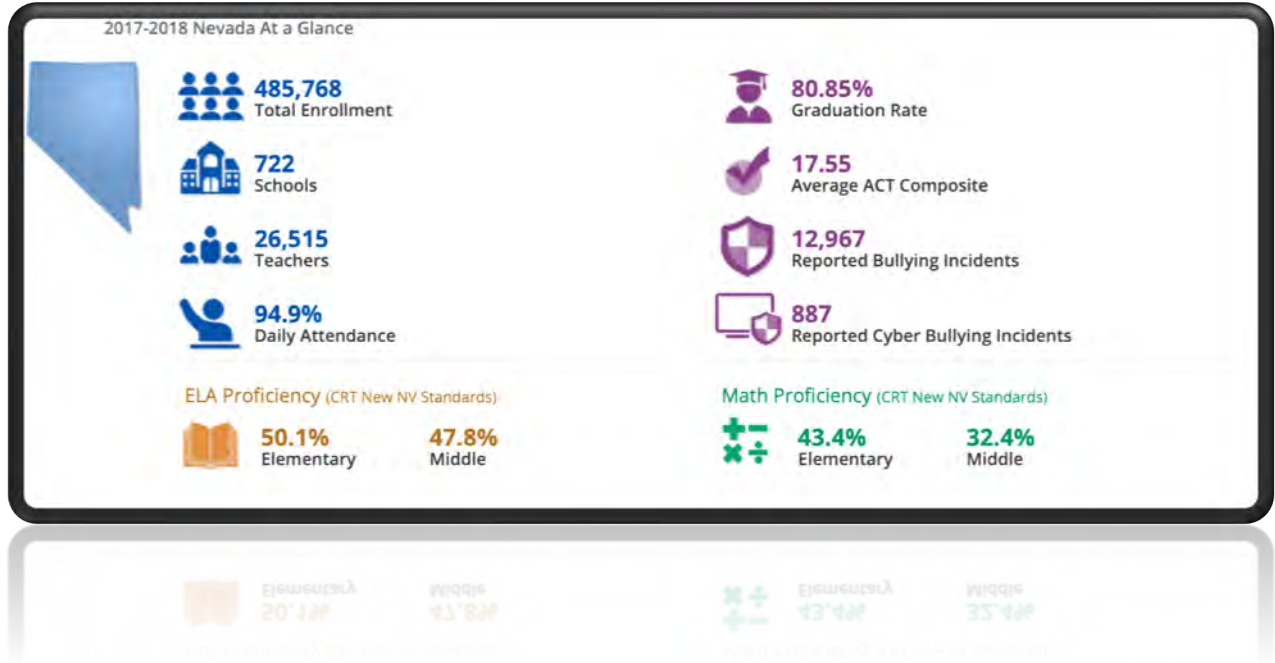 2017-2018 Nevada At a Glance
485,768
Total Enrollment
722
Schools
26,515
Teachers
94.9%
Daily Attendance
80.85%
Graduation Rate
17.55
Average ACT Composite
12,967
Reported Bullying Incidents
887
Reported Cyber Bullying Incidents
ELA Proficiency (CRT New NV Standards)
50.1% 47.8%
Elementary Middle
Math Proficiency (CRT New NV Standards)
43.4% 32.4%
Elementary Middle